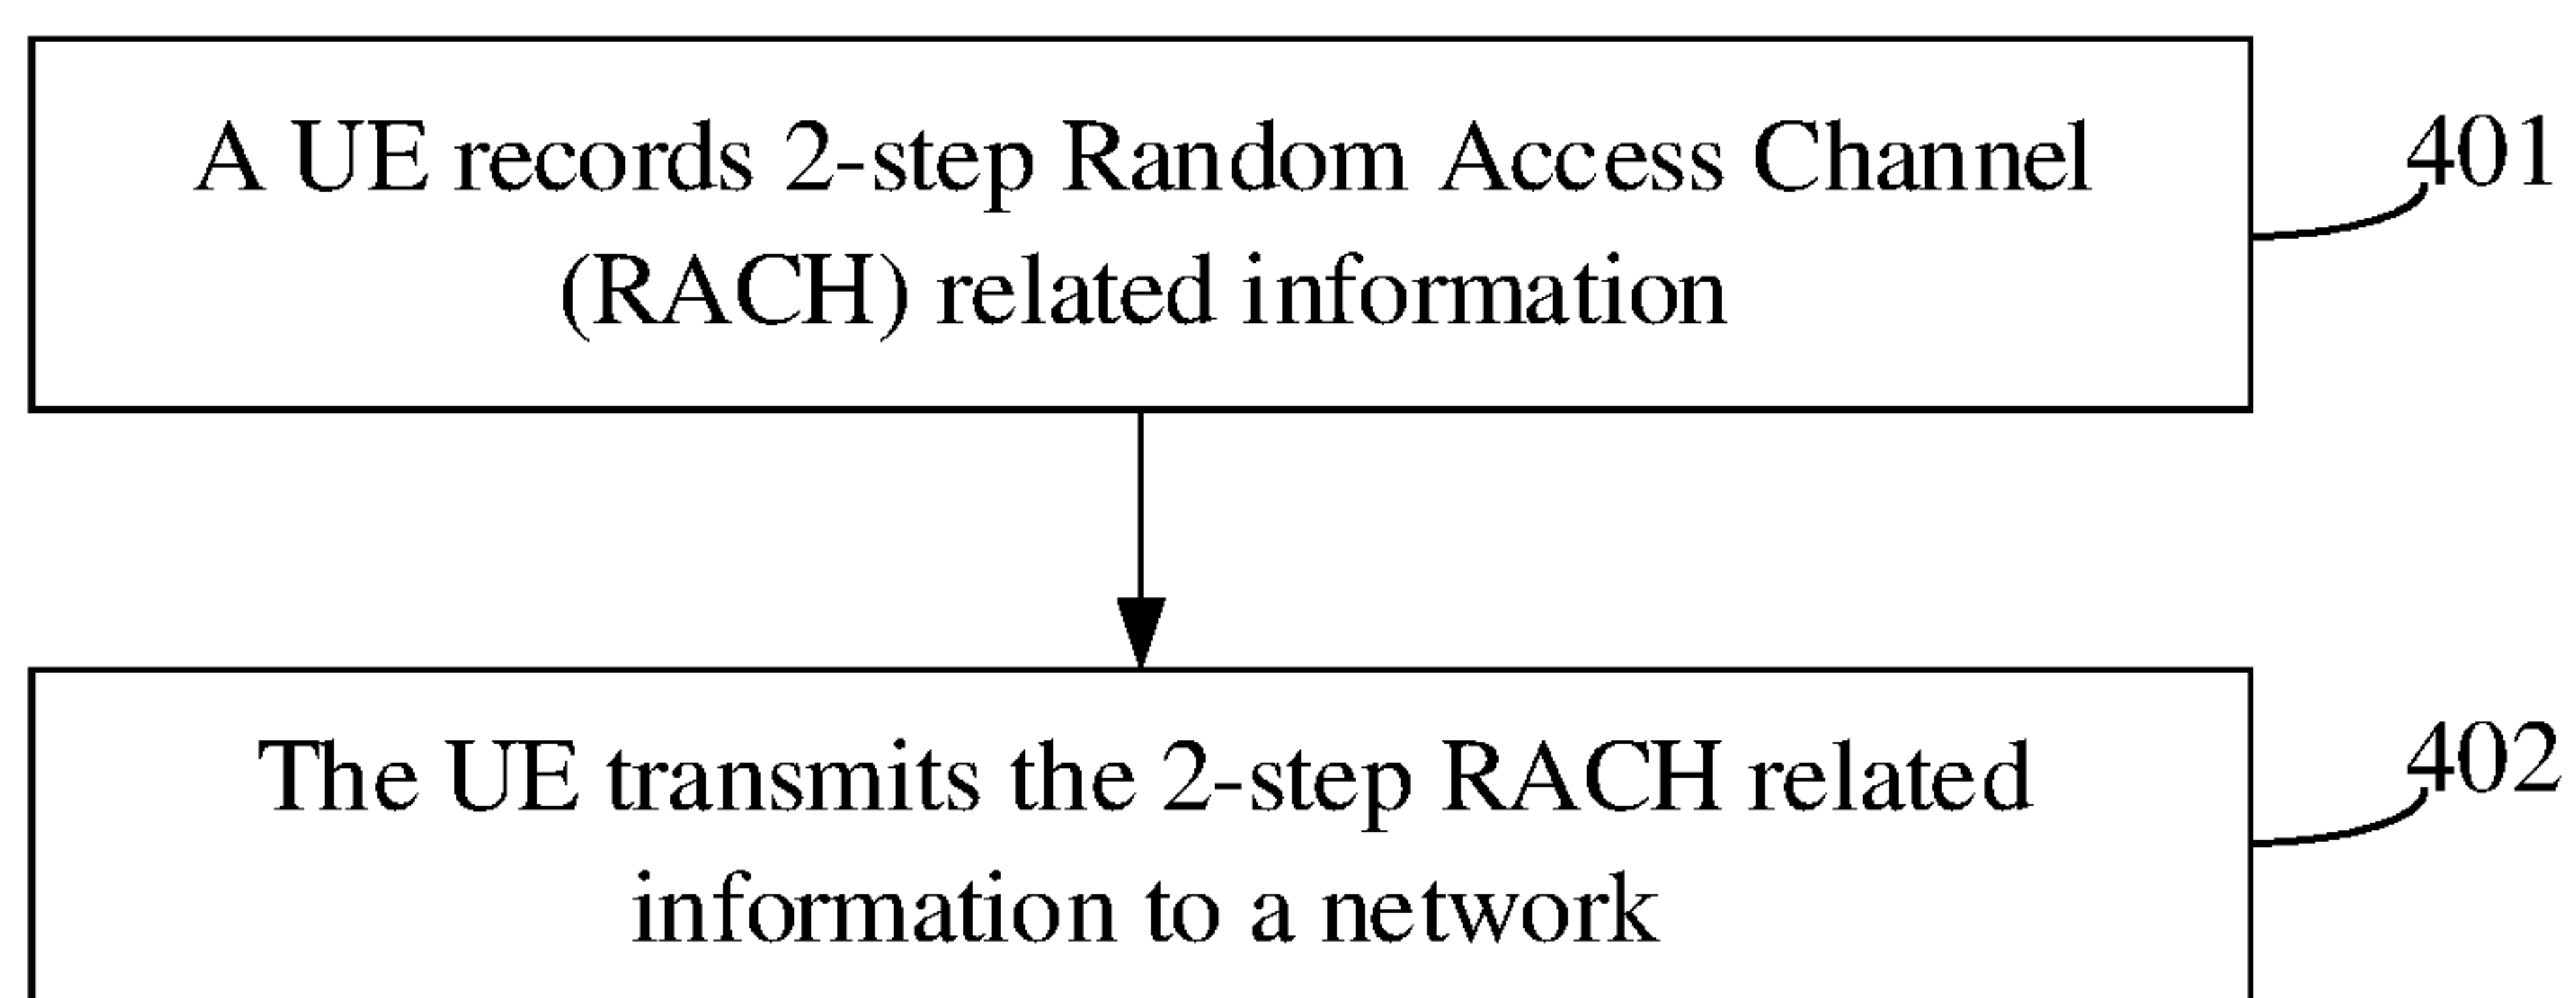 A UE records 2-step Random Access Channel
401
(RACH) related information
The UE transmits the 2-step RACH related
402
information to a network